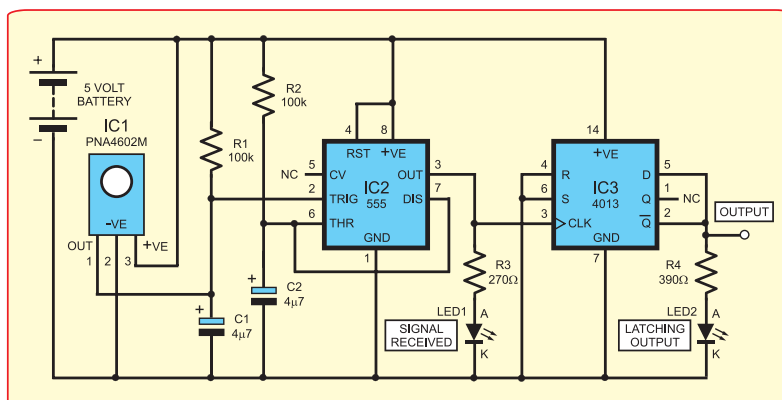 +
5 VOLT
BATTERY
−
IC1
PNA4602M
-VE
+VE
OUT
1
2
3
R1
100k
R2
100k
+
C1
4µ7
+
C2
4µ7
4
8
RST
+VE
NC
5
CV
OUT
3
2
TRIG
IC2
555
DIS
7
6
THR
GND
1
R3
270Ω
LED1
A
K
SIGNAL
RECEIVED
14
+VE
4
R
D
5
6
S
IC3
4013
Q
1
NC
3
CLK
Q̅
2
GND
7
OUTPUT
R4
390Ω
LED2
A
K
LATCHING
OUTPUT